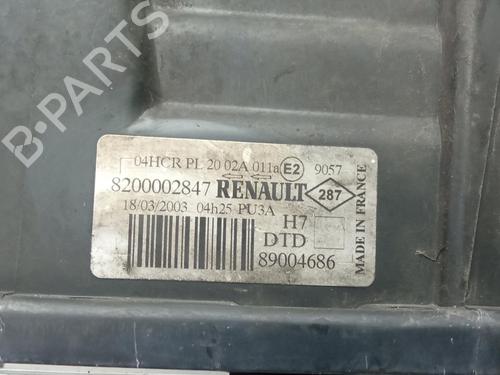 04HCR PL 20 02A 011a E2 9057
8200002847 RENAULT 287
18/03/2003 04h25 PU3A
H7
DTD
89004686
MADE IN FRANCE
B-PARTS